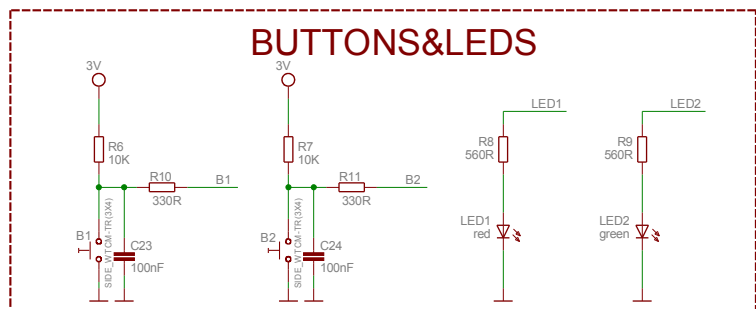 BUTTONS&LEDS
3V
3V
LED1
LED2
R6
10K
R7
10K
R8
560R
R9
560R
R10
330R
B1
R11
330R
B2
B1
SIDE_WTCM-TR(3X4)
C23
100nF
B2
SIDE_WTCM-TR(3X4)
C24
100nF
LED1
red
LED2
green